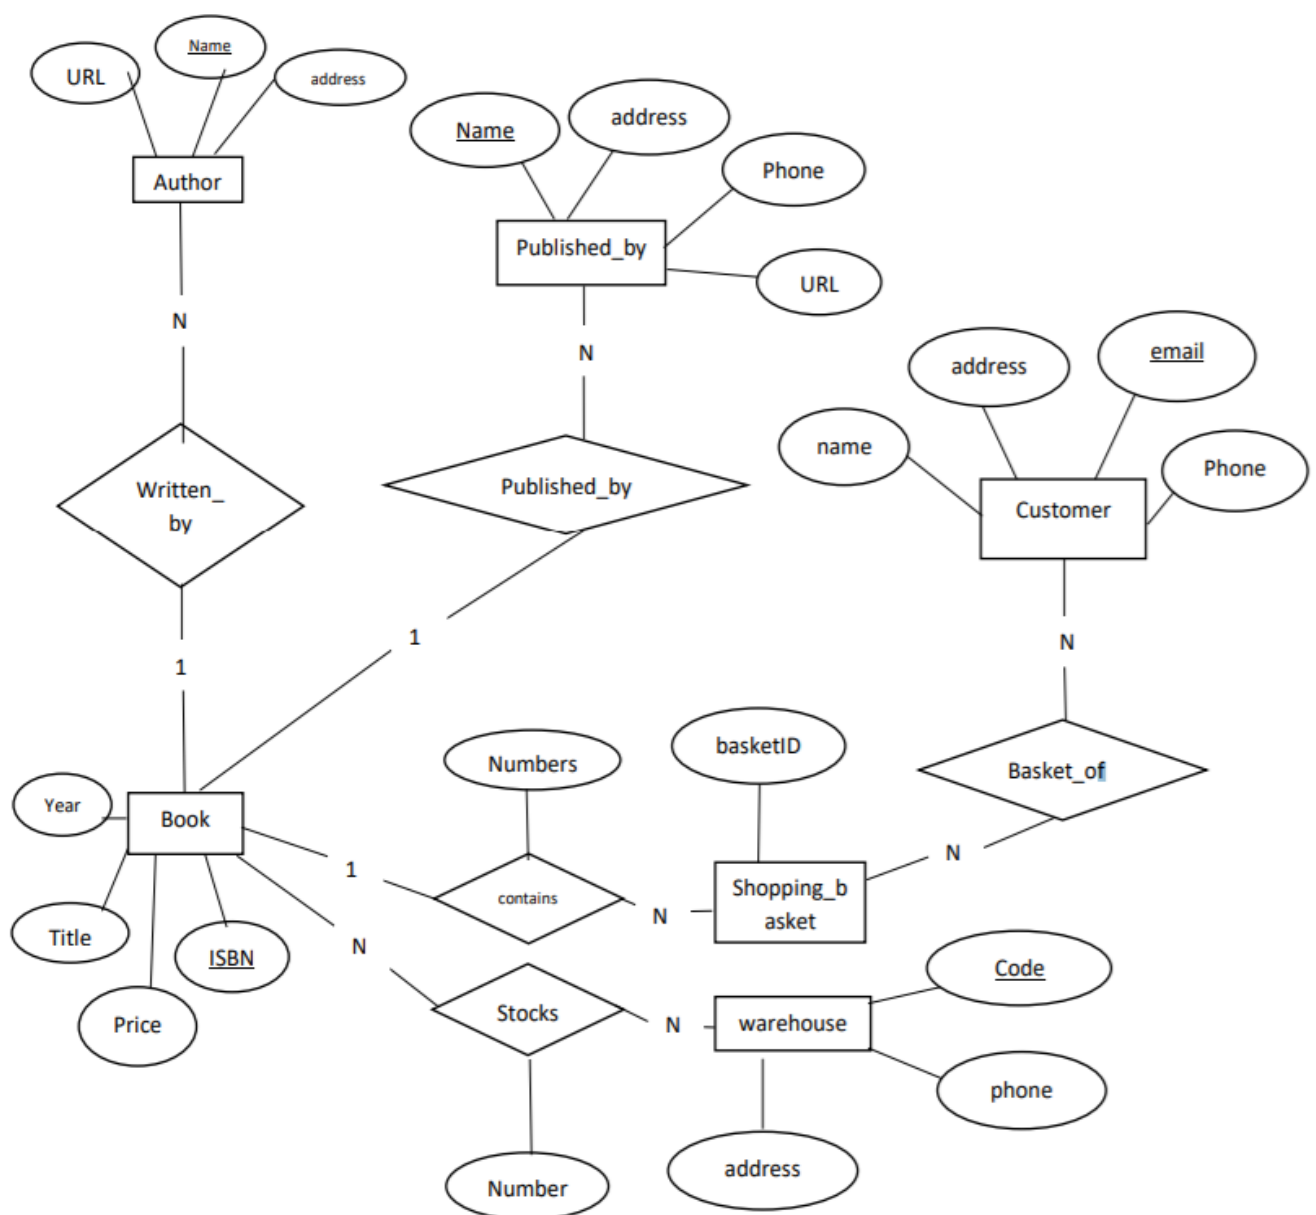 Name
URL
address
Author
Name
address
Phone
Published_by
URL
N
N
address
email
name
Phone
Customer
Written_
by
Published_by
1
1
N
basketID
Numbers
Basket_of
Year
Book
1
contains
N
Shopping_b
asket
N
Title
ISBN
N
Price
Stocks
N
warehouse
Code
phone
address
Number